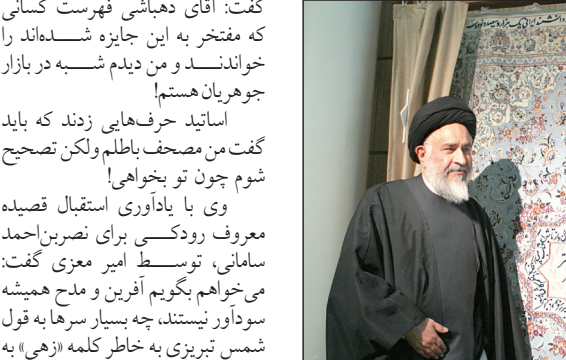 گفت: آقای دهباشی فهرست کسانی
که مفتخر به این جایزه شده‌اند را
خواندند و من دیدم شبه در بازار
جوهریان هستم!
اساتید حرف‌هایی زدند که باید
گفت من مصحف باطلم ولکن تصحیح
شوم چون تو بخواهی!
وی با یادآوری استقبال قصیده
معروف رودکی برای نصربن‌احمد
سامانی، توسط امیر معزی گفت:
می‌خواهم بگویم آفرین و مدح همیشه
سودآور نیستند، چه بسیار سرها به قول
شمس تبریزی به خاطر کلمه «زهی» به